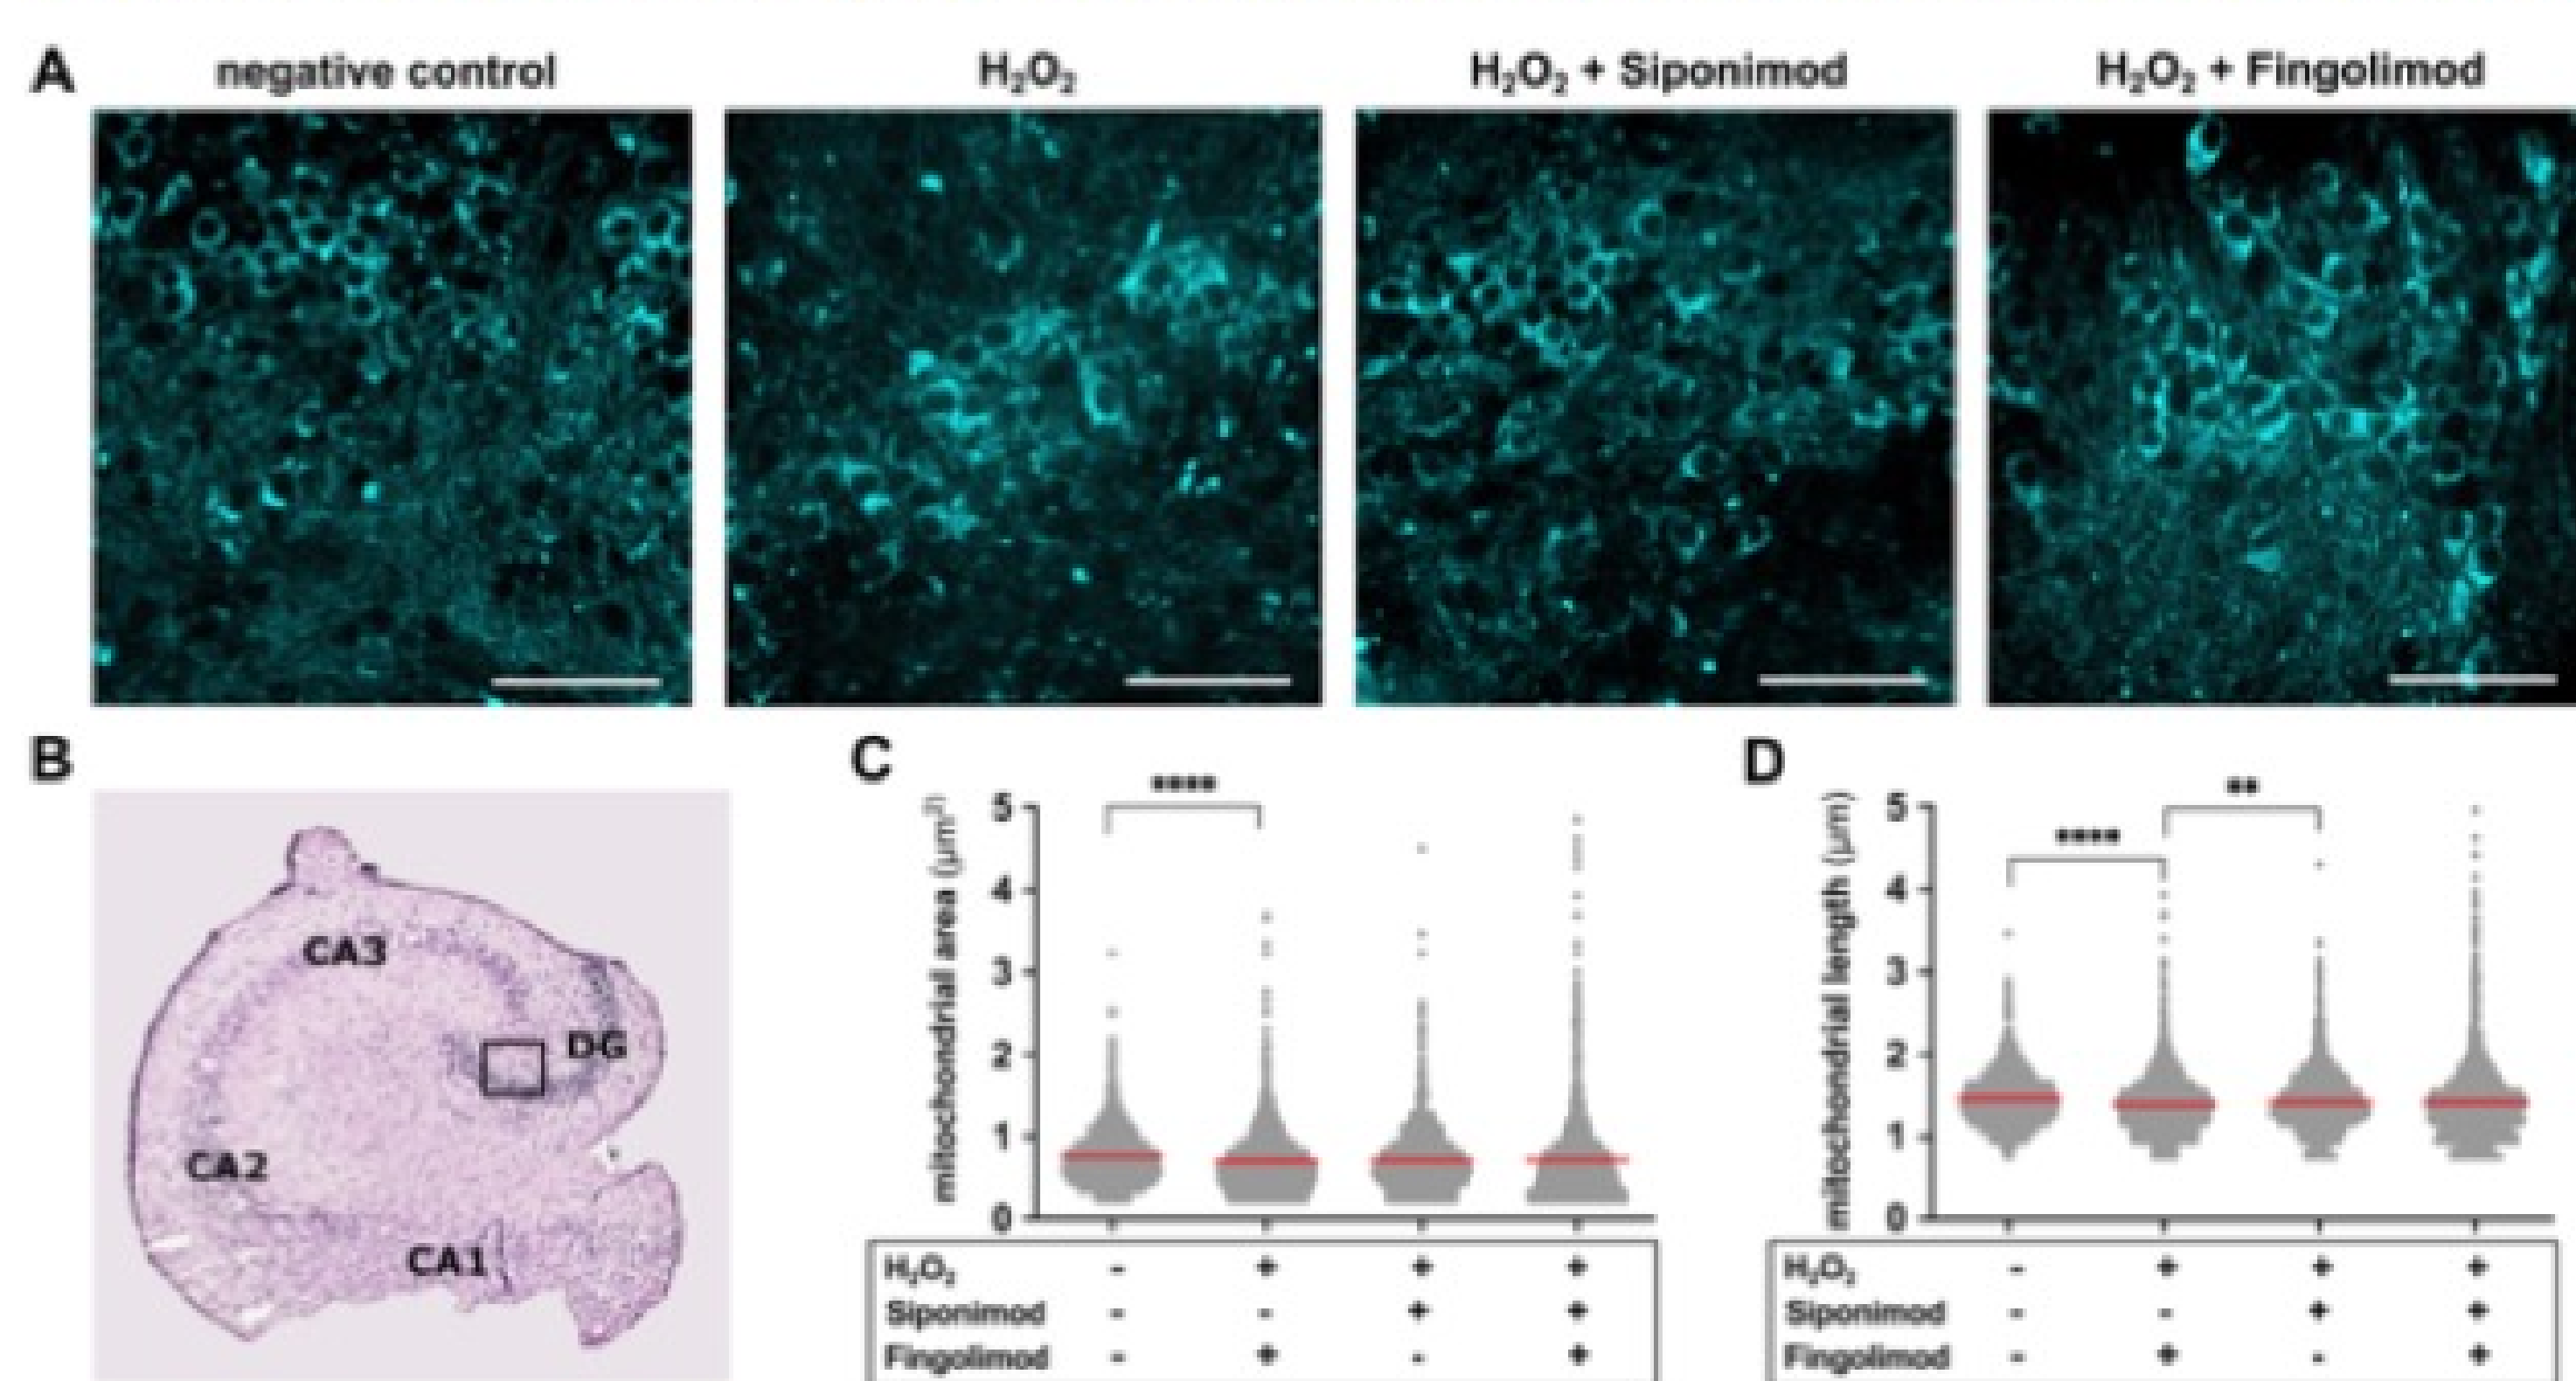 A
negative control
H₂O₂
H₂O₂ + Siponimod
H₂O₂ + Fingolimod
B
CA3
DG
CA2
CA1
C
****
mitochondrial area (µm²)
5
4
3
2
1
0
H₂O₂ - + + +
Siponimod - - + +
Fingolimod - + - +
D
**
****
mitochondrial length (µm)
5
4
3
2
1
0
H₂O₂ - + + +
Siponimod - - + +
Fingolimod - + - +